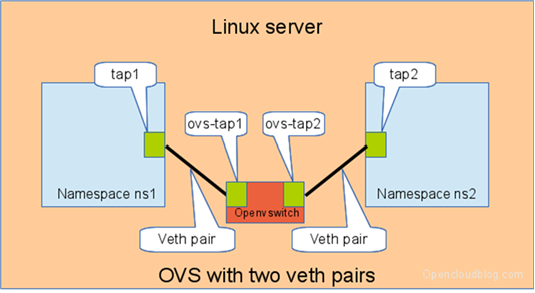 Linux server
tap1
tap2
ovs-tap1
ovs-tap2
Namespace ns1
Openvswitch
Namespace ns2
Veth pair
Veth pair
OVS with two veth pairs
Opencloudblog.com